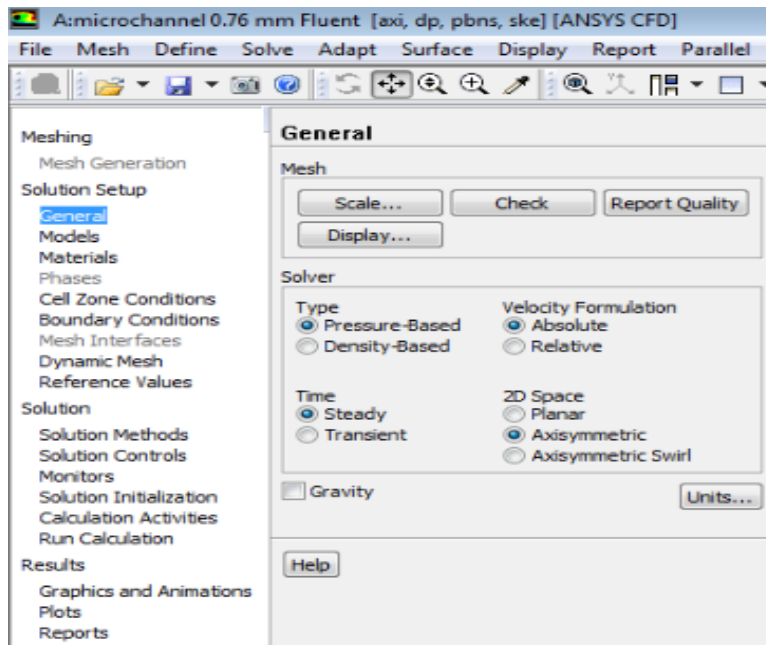 A:microchannel 0.76 mm Fluent [axi, dp, pbns, ske] [ANSYS CFD]
File Mesh Define Solve Adapt Surface Display Report Parallel
Meshing
Mesh Generation
Solution Setup
General
Models
Materials
Phases
Cell Zone Conditions
Boundary Conditions
Mesh Interfaces
Dynamic Mesh
Reference Values
Solution
Solution Methods
Solution Controls
Monitors
Solution Initialization
Calculation Activities
Run Calculation
Results
Graphics and Animations
Plots
Reports
General
Mesh
Scale... Check Report Quality
Display...
Solver
Type Velocity Formulation
Pressure-Based Absolute
Density-Based Relative
Time 2D Space
Steady Planar
Transient Axisymmetric
Axisymmetric Swirl
Gravity Units...
Help